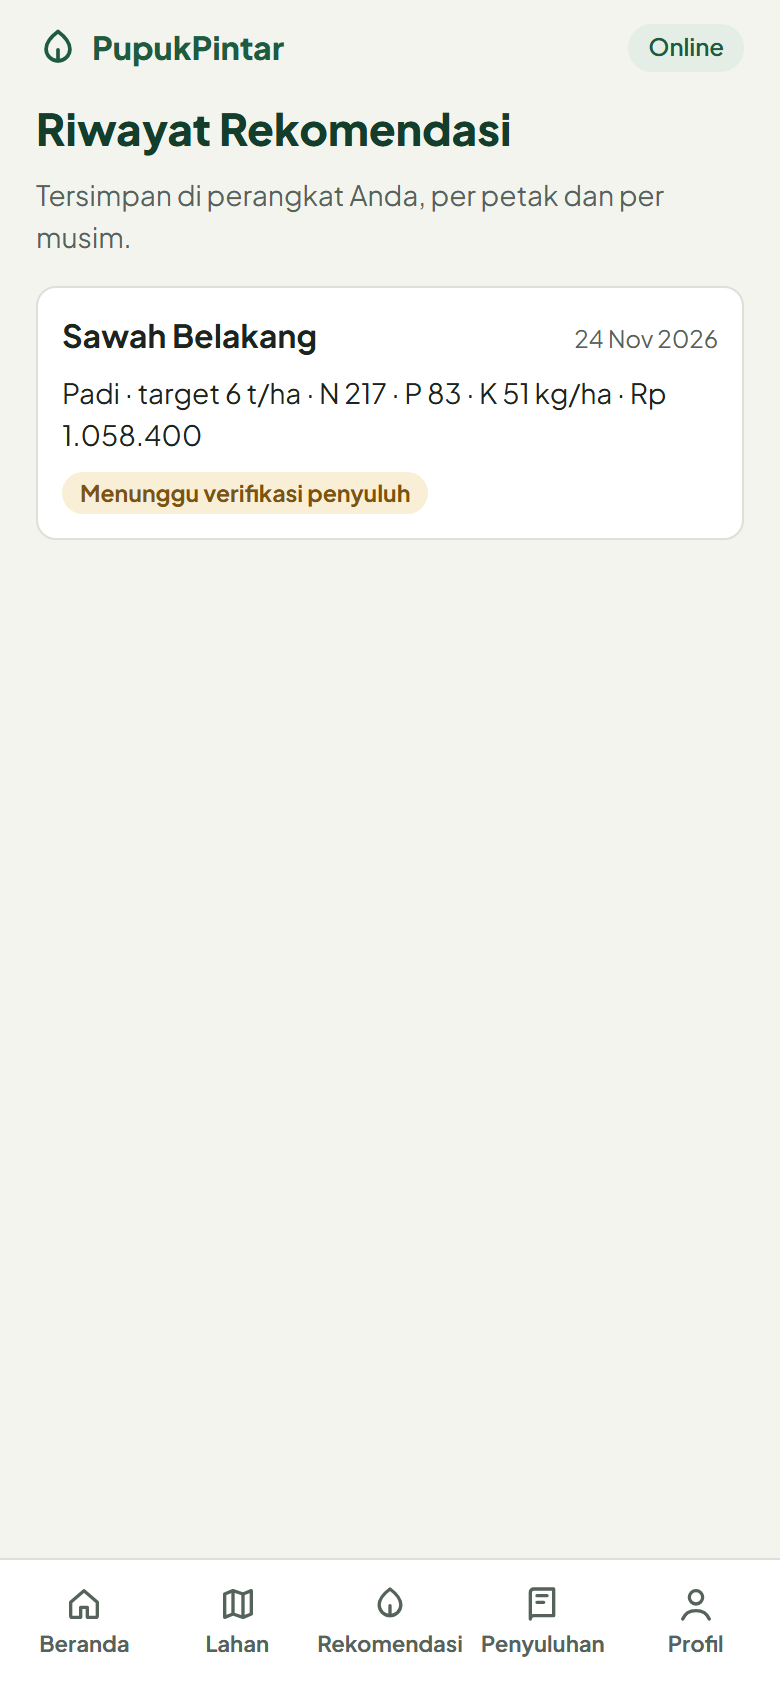 PupukPintar
Online
Riwayat Rekomendasi
Tersimpan di perangkat Anda, per petak dan per
musim.
Sawah Belakang
24 Nov 2026
Padi · target 6 t/ha · N 217 · P 83 · K 51 kg/ha · Rp
1.058.400
Menunggu verifikasi penyuluh
Beranda
Lahan
Rekomendasi
Penyuluhan
Profil